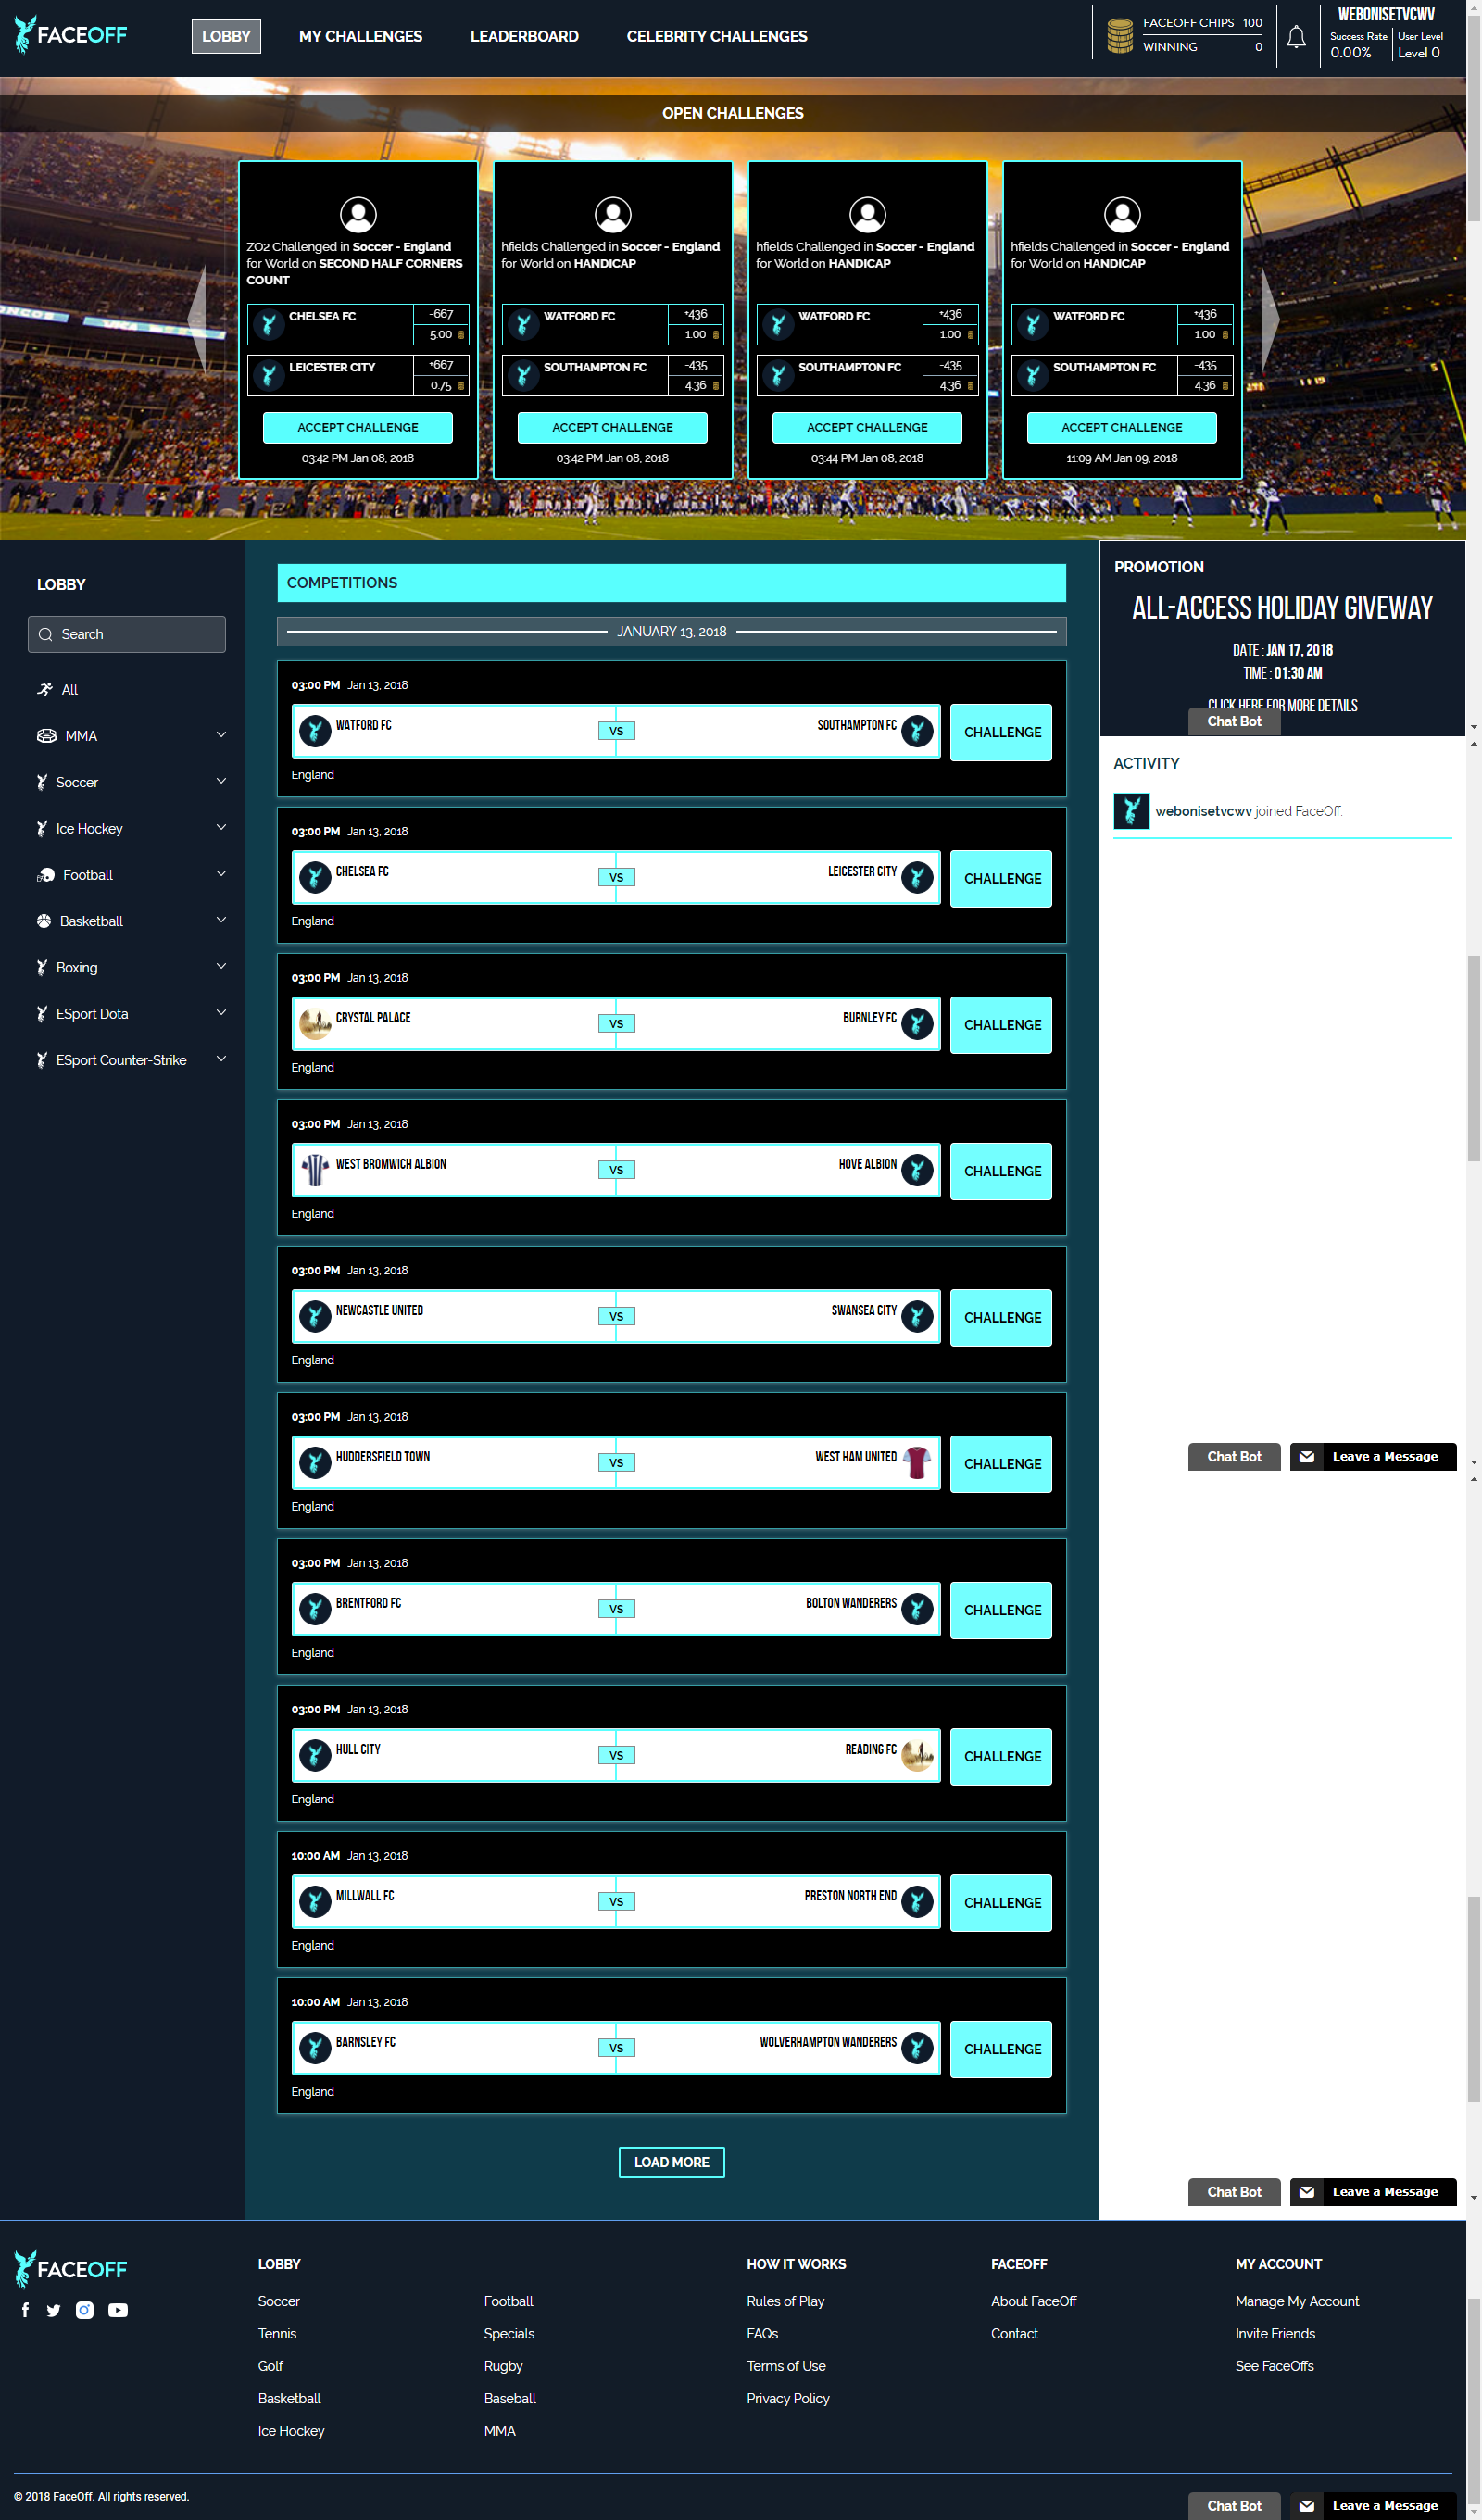 FACEOFF
LOBBY
MY CHALLENGES
LEADERBOARD
CELEBRITY CHALLENGES
FACEOFF CHIPS 100
WINNING 0
WEBONISETVCWV
Success Rate
0.00%
User Level
Level 0
OPEN CHALLENGES
ZO2 Challenged in Soccer - England
for World on SECOND HALF CORNERS
COUNT
CHELSEA FC
-667
5.00
LEICESTER CITY
+667
0.75
ACCEPT CHALLENGE
03:42 PM Jan 08, 2018
hfields Challenged in Soccer - England
for World on HANDICAP
WATFORD FC
+436
1.00
SOUTHAMPTON FC
-435
4.36
ACCEPT CHALLENGE
03:42 PM Jan 08, 2018
hfields Challenged in Soccer - England
for World on HANDICAP
WATFORD FC
+436
1.00
SOUTHAMPTON FC
-435
4.36
ACCEPT CHALLENGE
03:44 PM Jan 08, 2018
hfields Challenged in Soccer - England
for World on HANDICAP
WATFORD FC
+436
1.00
SOUTHAMPTON FC
-435
4.36
ACCEPT CHALLENGE
11:09 AM Jan 09, 2018
LOBBY
Search
All
MMA
Soccer
Ice Hockey
Football
Basketball
Boxing
ESport Dota
ESport Counter-Strike
COMPETITIONS
JANUARY 13, 2018
03:00 PM Jan 13, 2018
WATFORD FC VS SOUTHAMPTON FC
CHALLENGE
England
03:00 PM Jan 13, 2018
CHELSEA FC VS LEICESTER CITY
CHALLENGE
England
03:00 PM Jan 13, 2018
CRYSTAL PALACE VS BURNLEY FC
CHALLENGE
England
03:00 PM Jan 13, 2018
WEST BROMWICH ALBION VS HOVE ALBION
CHALLENGE
England
03:00 PM Jan 13, 2018
NEWCASTLE UNITED VS SWANSEA CITY
CHALLENGE
England
03:00 PM Jan 13, 2018
HUDDERSFIELD TOWN VS WEST HAM UNITED
CHALLENGE
England
03:00 PM Jan 13, 2018
BRENTFORD FC VS BOLTON WANDERERS
CHALLENGE
England
03:00 PM Jan 13, 2018
HULL CITY VS READING FC
CHALLENGE
England
10:00 AM Jan 13, 2018
MILLWALL FC VS PRESTON NORTH END
CHALLENGE
England
10:00 AM Jan 13, 2018
BARNSLEY FC VS WOLVERHAMPTON WANDERERS
CHALLENGE
England
LOAD MORE
PROMOTION
ALL-ACCESS HOLIDAY GIVEWAY
DATE : JAN 17, 2018
TIME : 01:30 AM
CLICK HERE FOR MORE DETAILS
Chat Bot
ACTIVITY
webonisetvcwv joined FaceOff.
Chat Bot
Leave a Message
Chat Bot
Leave a Message
FACEOFF
LOBBY
Soccer
Tennis
Golf
Basketball
Ice Hockey
Football
Specials
Rugby
Baseball
MMA
HOW IT WORKS
Rules of Play
FAQs
Terms of Use
Privacy Policy
FACEOFF
About FaceOff
Contact
MY ACCOUNT
Manage My Account
Invite Friends
See FaceOffs
© 2018 FaceOff. All rights reserved.
Chat Bot
Leave a Message